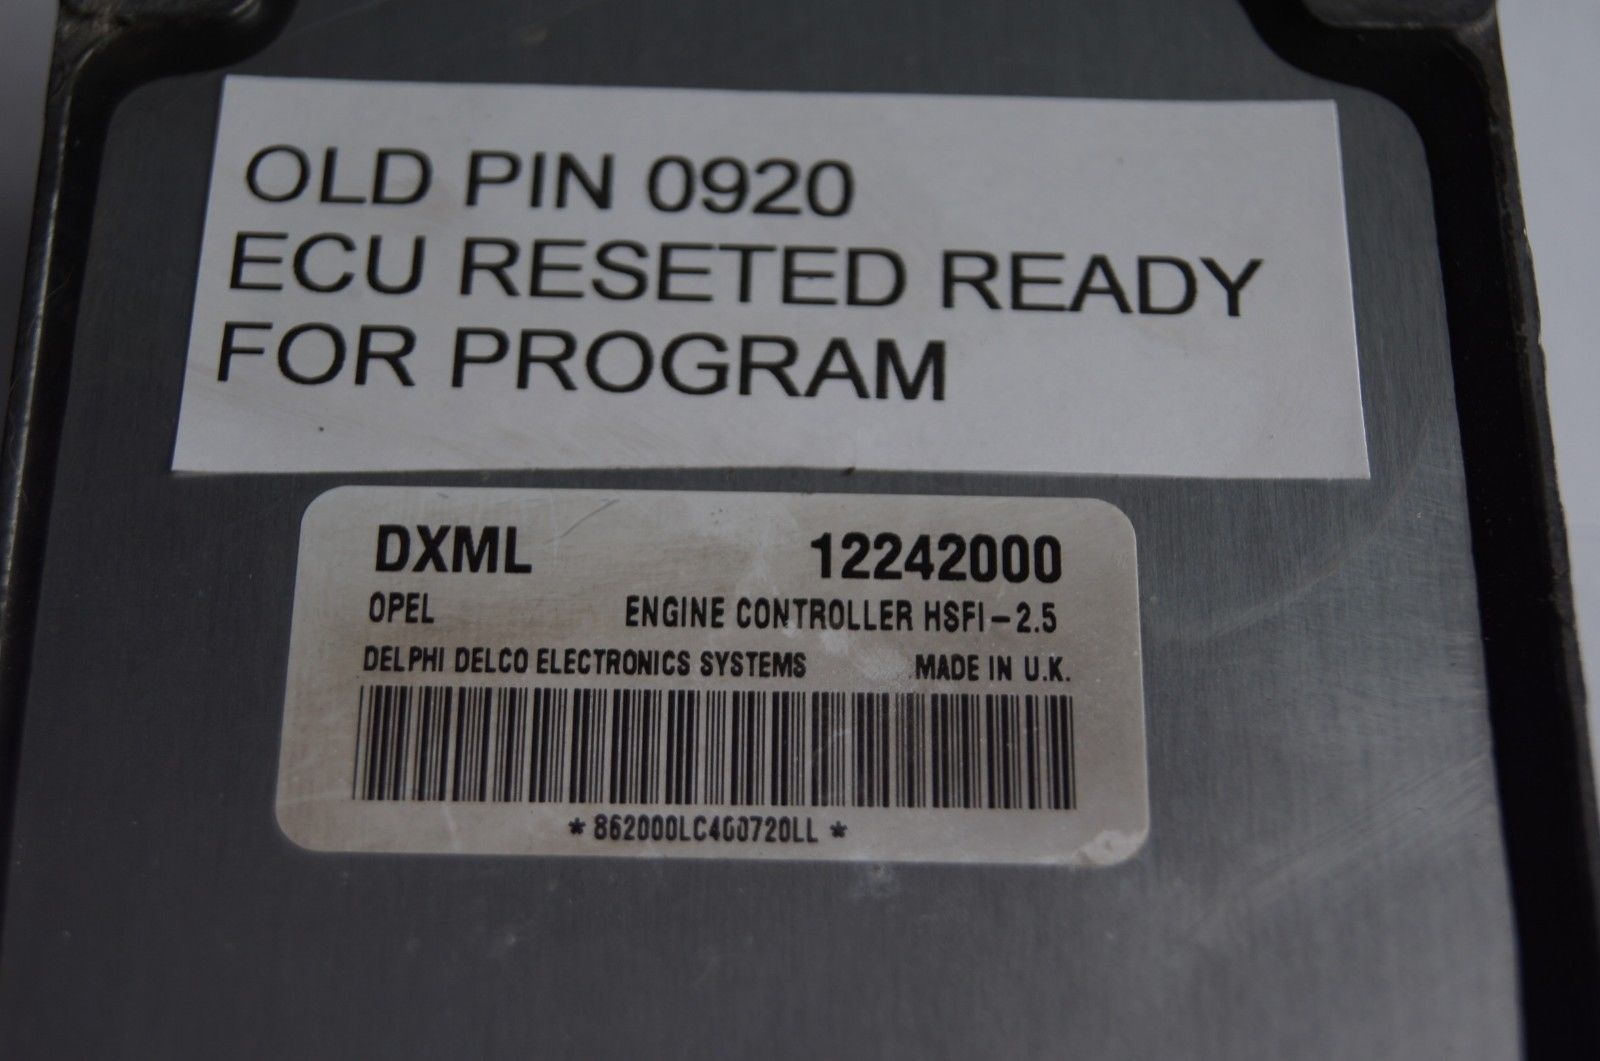 OLD PIN 0920
ECU RESETED READY
FOR PROGRAM
DXML 12242000
OPEL ENGINE CONTROLLER HSFI-2.5
DELPHI DELCO ELECTRONICS SYSTEMS MADE IN U.K.
*862000LC400720LL*